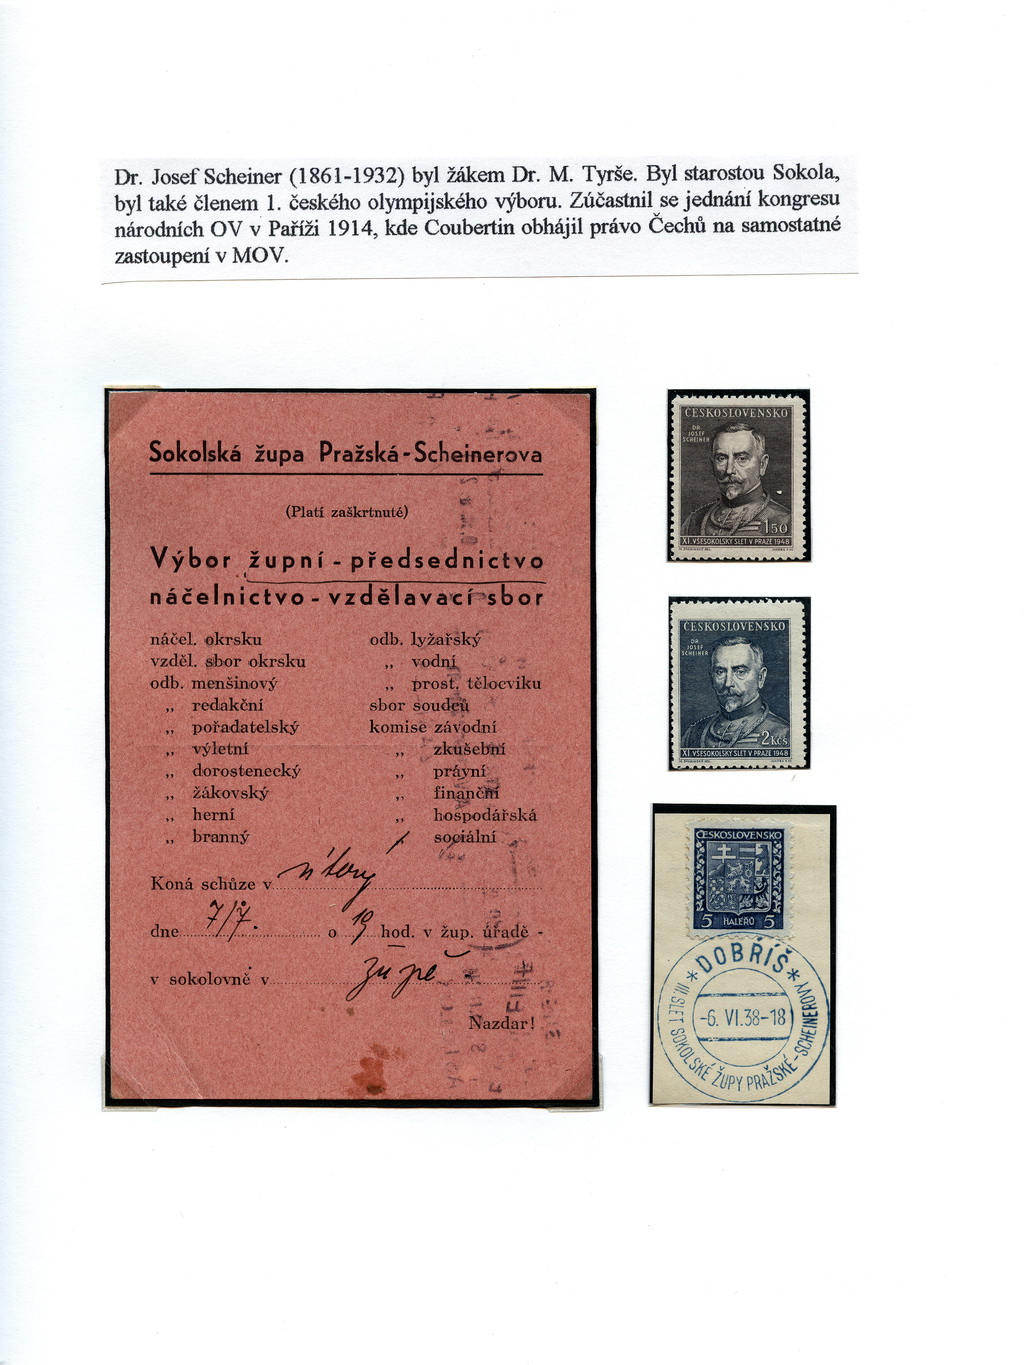 Dr. Josef Scheiner (1861-1932) byl žákem Dr. M. Tyrše. Byl starostou Sokola,
byl také členem 1. českého olympijského výboru. Zúčastnil se jednání kongresu
národních OV v Paříži 1914, kde Coubertin obhájil právo Čechů na samostatné
zastoupení v MOV.
Sokolská župa Pražská-Scheinerova
(Platí zaškrtnuté)
Výbor župní - předsednictvo
náčelnictvo - vzdělavací sbor
náčel. okrsku
vzděl. sbor okrsku
odb. menšinový
„ redakční
„ pořadatelský
„ výletní
„ dorostenecký
„ žákovský
„ herní
„ branný
odb. lyžařský
„ vodní
„ prost. tělocviku
sbor soudců
komise závodní
„ zkušební
„ právní
„ finanční
„ hospodářská
sociální
Koná schůze v úterý
dne 7/7. o 19 hod. v žup. úřadě -
v sokolovně v župě
Nazdar!
ČESKOSLOVENSKO
DR
JOSEF
SCHEINER
1 50
XI. VŠESOKOLSKÝ SLET V PRAZE 1948
ČESKOSLOVENSKO
DR
JOSEF
SCHEINER
2 Kčs
XI. VŠESOKOLSKÝ SLET V PRAZE 1948
ČESKOSLOVENSKO
5 HALÉŘŮ 5
* DOBŘÍŠ *
-6. VI. 38-18
III. SLET SOKOLSKÉ ŽUPY PRAŽSKÉ-SCHEINEROVY